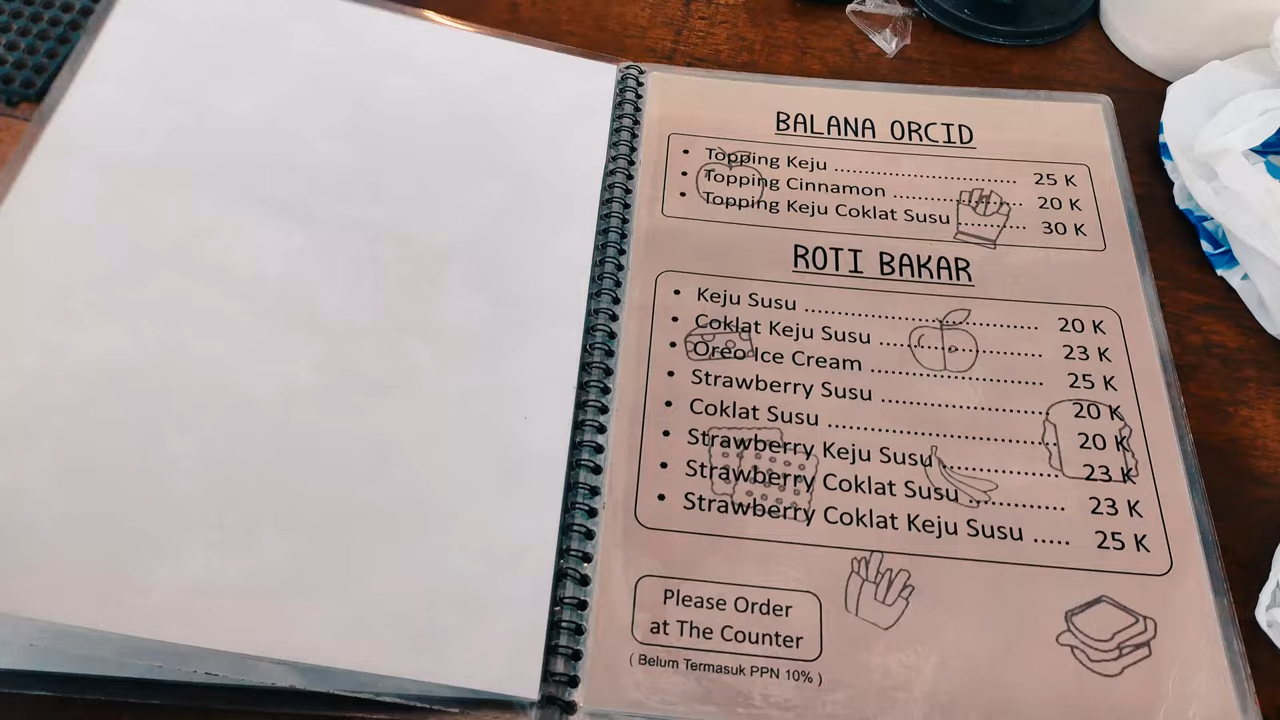 BALANA ORCID
• Topping Keju ........................................ 25 K
• Topping Cinnamon ............................ 20 K
• Topping Keju Coklat Susu ............... 30 K
ROTI BAKAR
• Keju Susu ................................................ 20 K
• Coklat Keju Susu .................................. 23 K
• Oreo Ice Cream ................................... 25 K
• Strawberry Susu .................................. 20 K
• Coklat Susu ........................................... 20 K
• Strawberry Keju Susu ........................ 23 K
• Strawberry Coklat Susu .................... 23 K
• Strawberry Coklat Keju Susu ..... 25 K
Please Order
at The Counter
( Belum Termasuk PPN 10% )